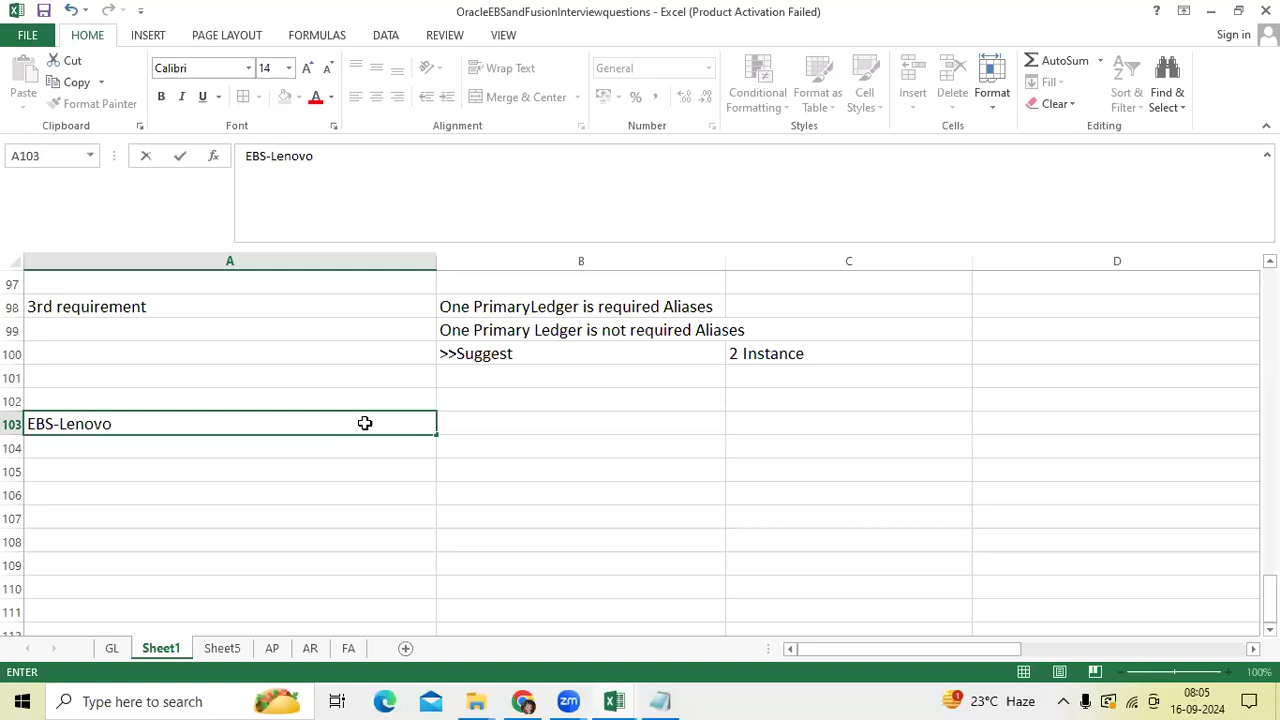 OracleEBSandFusionInterviewquestions - Excel (Product Activation Failed)
FILE HOME INSERT PAGE LAYOUT FORMULAS DATA REVIEW VIEW Sign in
Paste
Cut
Copy
Format Painter
Clipboard
Calibri 14
B I U
Font
Wrap Text
Merge & Center
Alignment
General
Number
Conditional Formatting
Format as Table
Cell Styles
Styles
Insert
Delete
Format
Cells
AutoSum
Fill
Clear
Sort & Filter
Find & Select
Editing
A103 fx EBS-Lenovo
A B C D
97
98 3rd requirement One PrimaryLedger is required Aliases
99 One Primary Ledger is not required Aliases
100 >>Suggest 2 Instance
101
102
103 EBS-Lenovo
104
105
106
107
108
109
110
111
GL Sheet1 Sheet5 AP AR FA
ENTER 100%
Type here to search 23°C Haze 08:05
16-09-2024